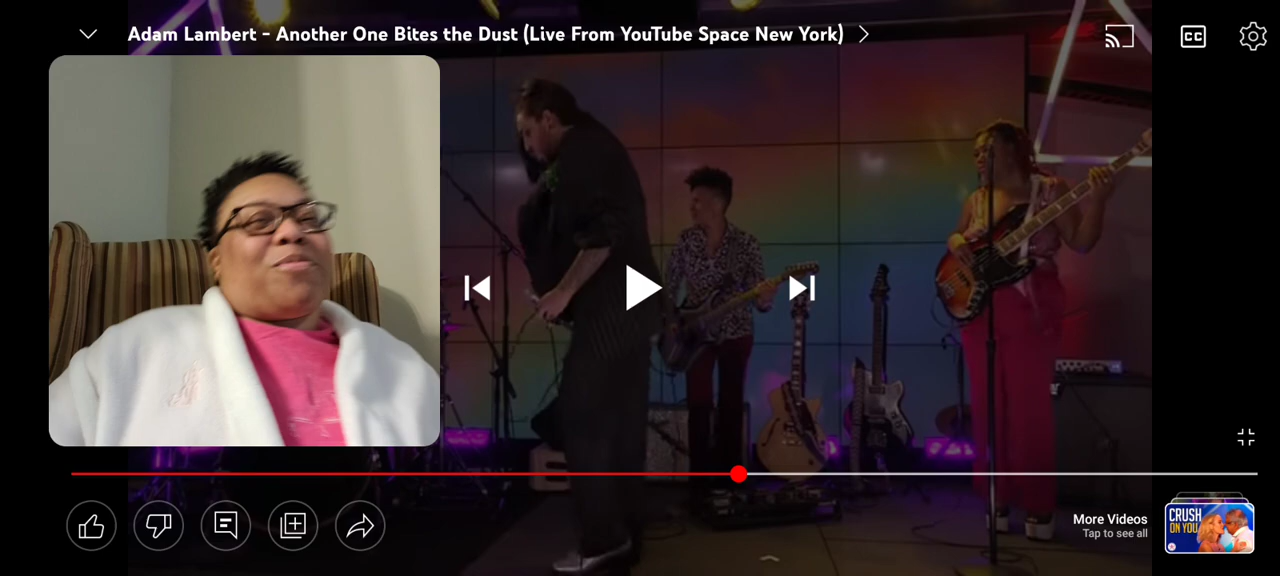 Adam Lambert - Another One Bites the Dust (Live From YouTube Space New York)
CC
More Videos
Tap to see all
CRUSH
ON YOU